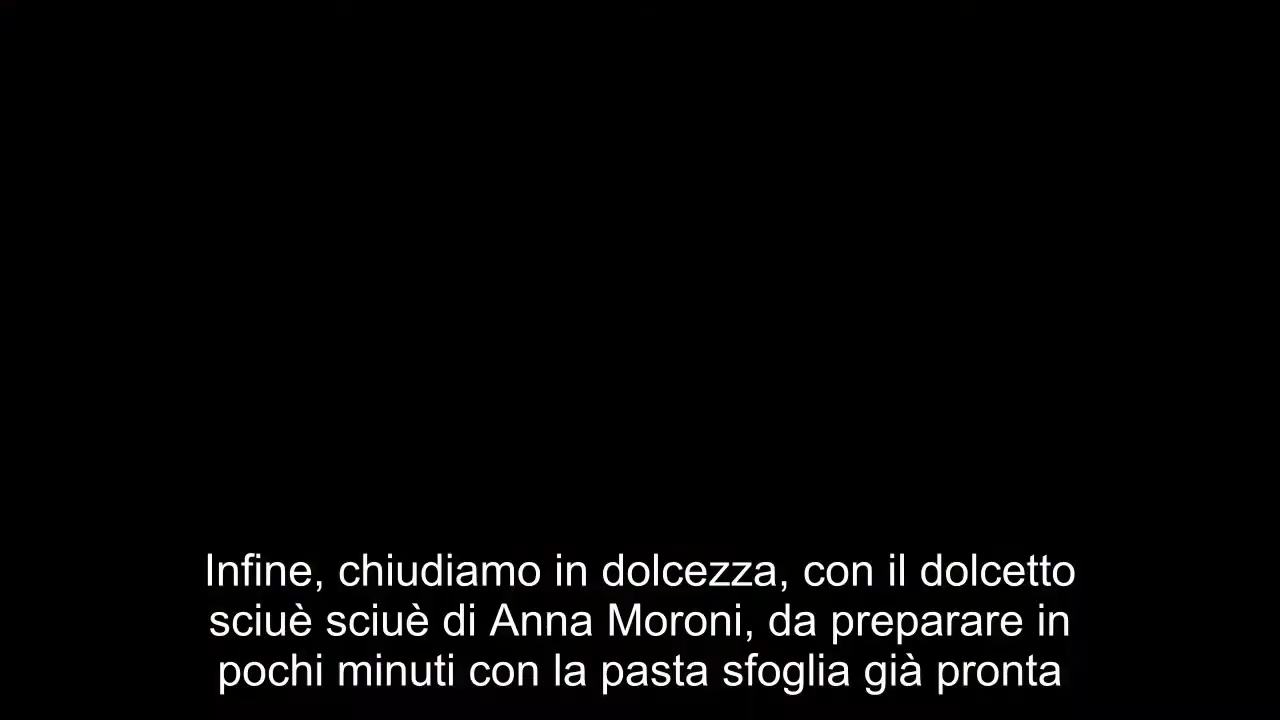 Infine, chiudiamo in dolcezza, con il dolcetto
sciuè sciuè di Anna Moroni, da preparare in
pochi minuti con la pasta sfoglia già pronta